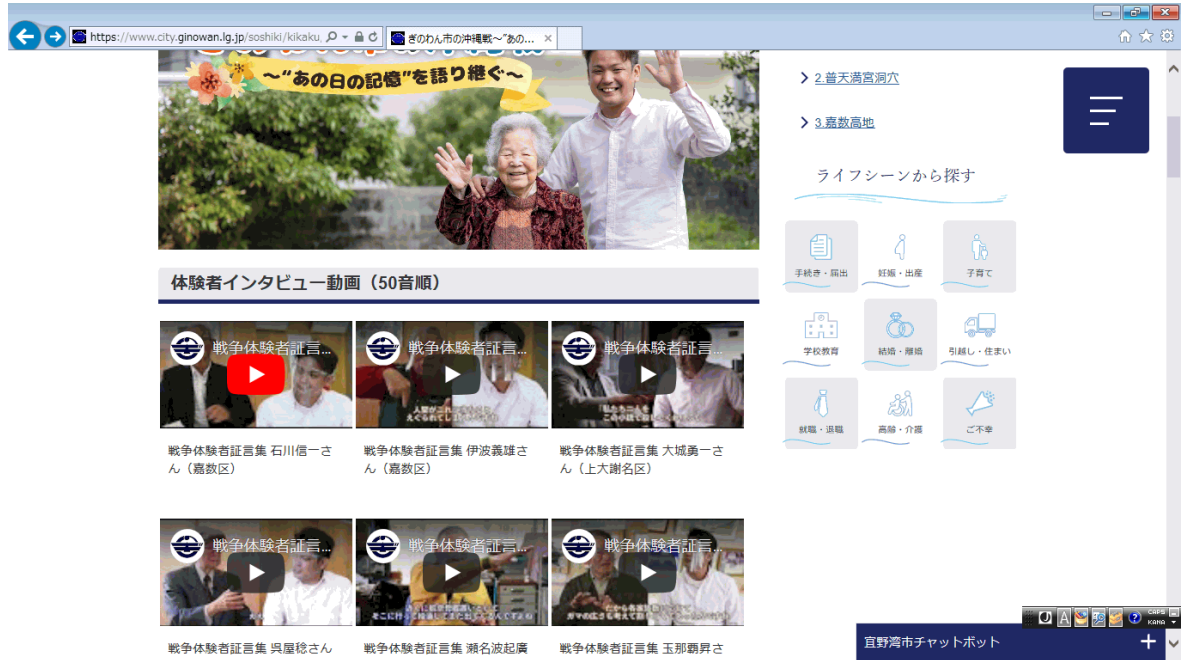 https://www.city.ginowan.lg.jp/soshiki/kikaku
ぎのわん市の沖縄戦～“あの...
～“あの日の記憶”を語り継ぐ～
体験者インタビュー動画（50音順）
戦争体験者証言...
戦争体験者証言...
戦争体験者証言...
戦争体験者証言集 石川信一さ
ん（嘉数区）
戦争体験者証言集 伊波義雄さ
ん（嘉数区）
戦争体験者証言集 大城勇一さ
ん（上大謝名区）
戦争体験者証言...
戦争体験者証言...
戦争体験者証言...
戦争体験者証言集 呉屋稔さん
戦争体験者証言集 瀬名波起廣
戦争体験者証言集 玉那覇昇さ
2.普天満宮洞穴
3.嘉数高地
ライフシーンから探す
手続き・届出
妊娠・出産
子育て
学校教育
結婚・離婚
引越し・住まい
就職・退職
高齢・介護
ご不幸
CAPS
KANA
宜野湾市チャットボット